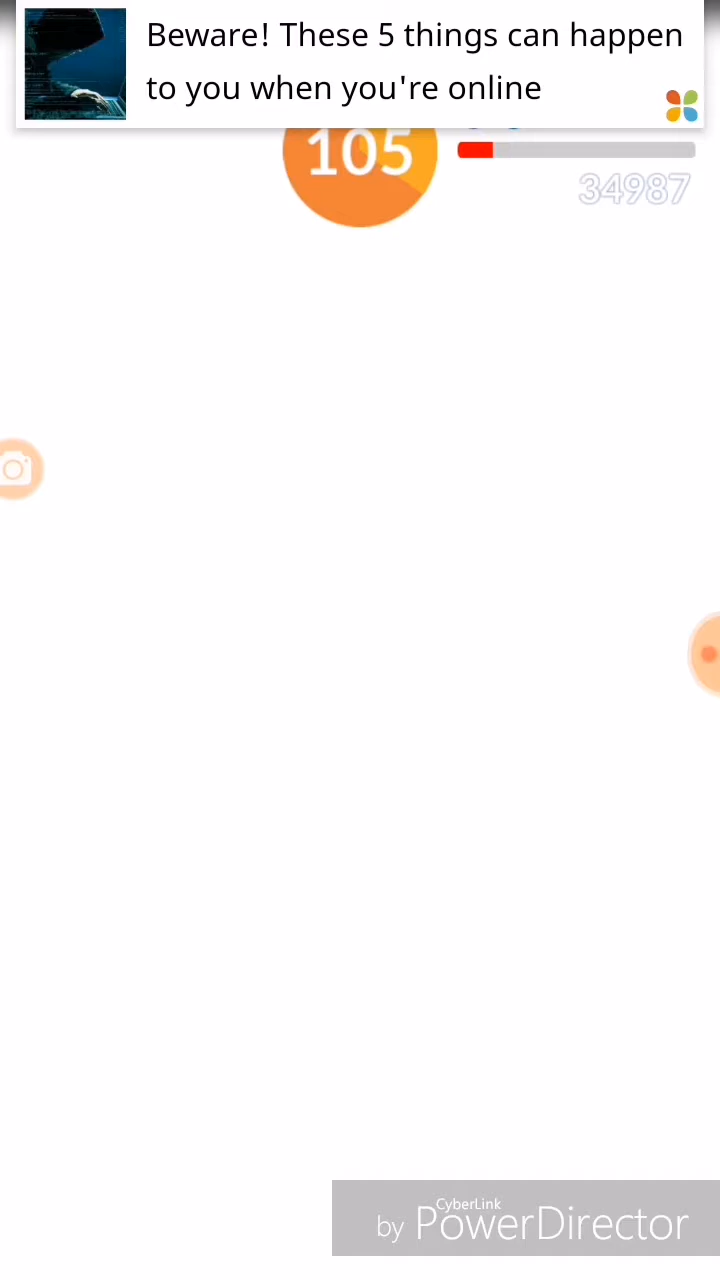 Beware! These 5 things can happen
to you when you're online
105
34987
CyberLink
by PowerDirector